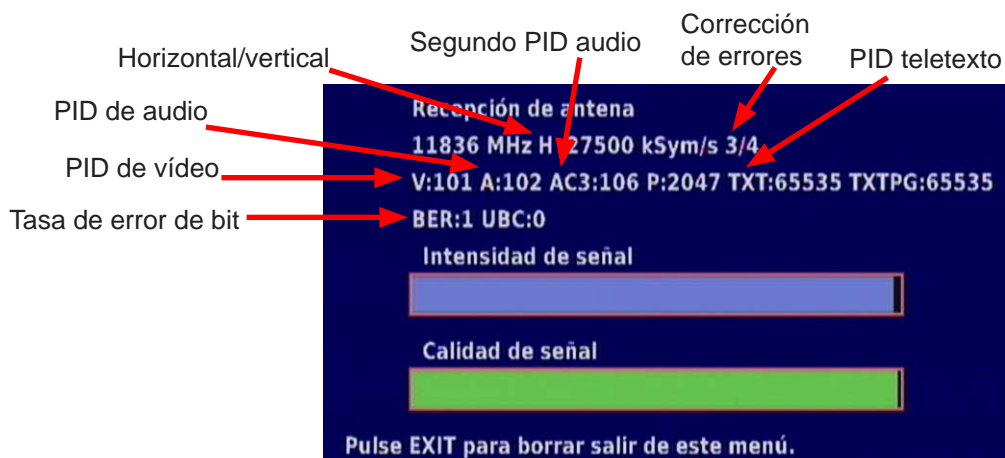 Corrección
de errores
Segundo PID audio
Horizontal/vertical
PID teletexto
PID de audio
PID de vídeo
Tasa de error de bit
Recepción de antena
11836 MHz H 27500 kSym/s 3/4
V:101 A:102 AC3:106 P:2047 TXT:65535 TXTPG:65535
BER:1 UBC:0
Intensidad de señal
Calidad de señal
Pulse EXIT para borrar salir de este menú.